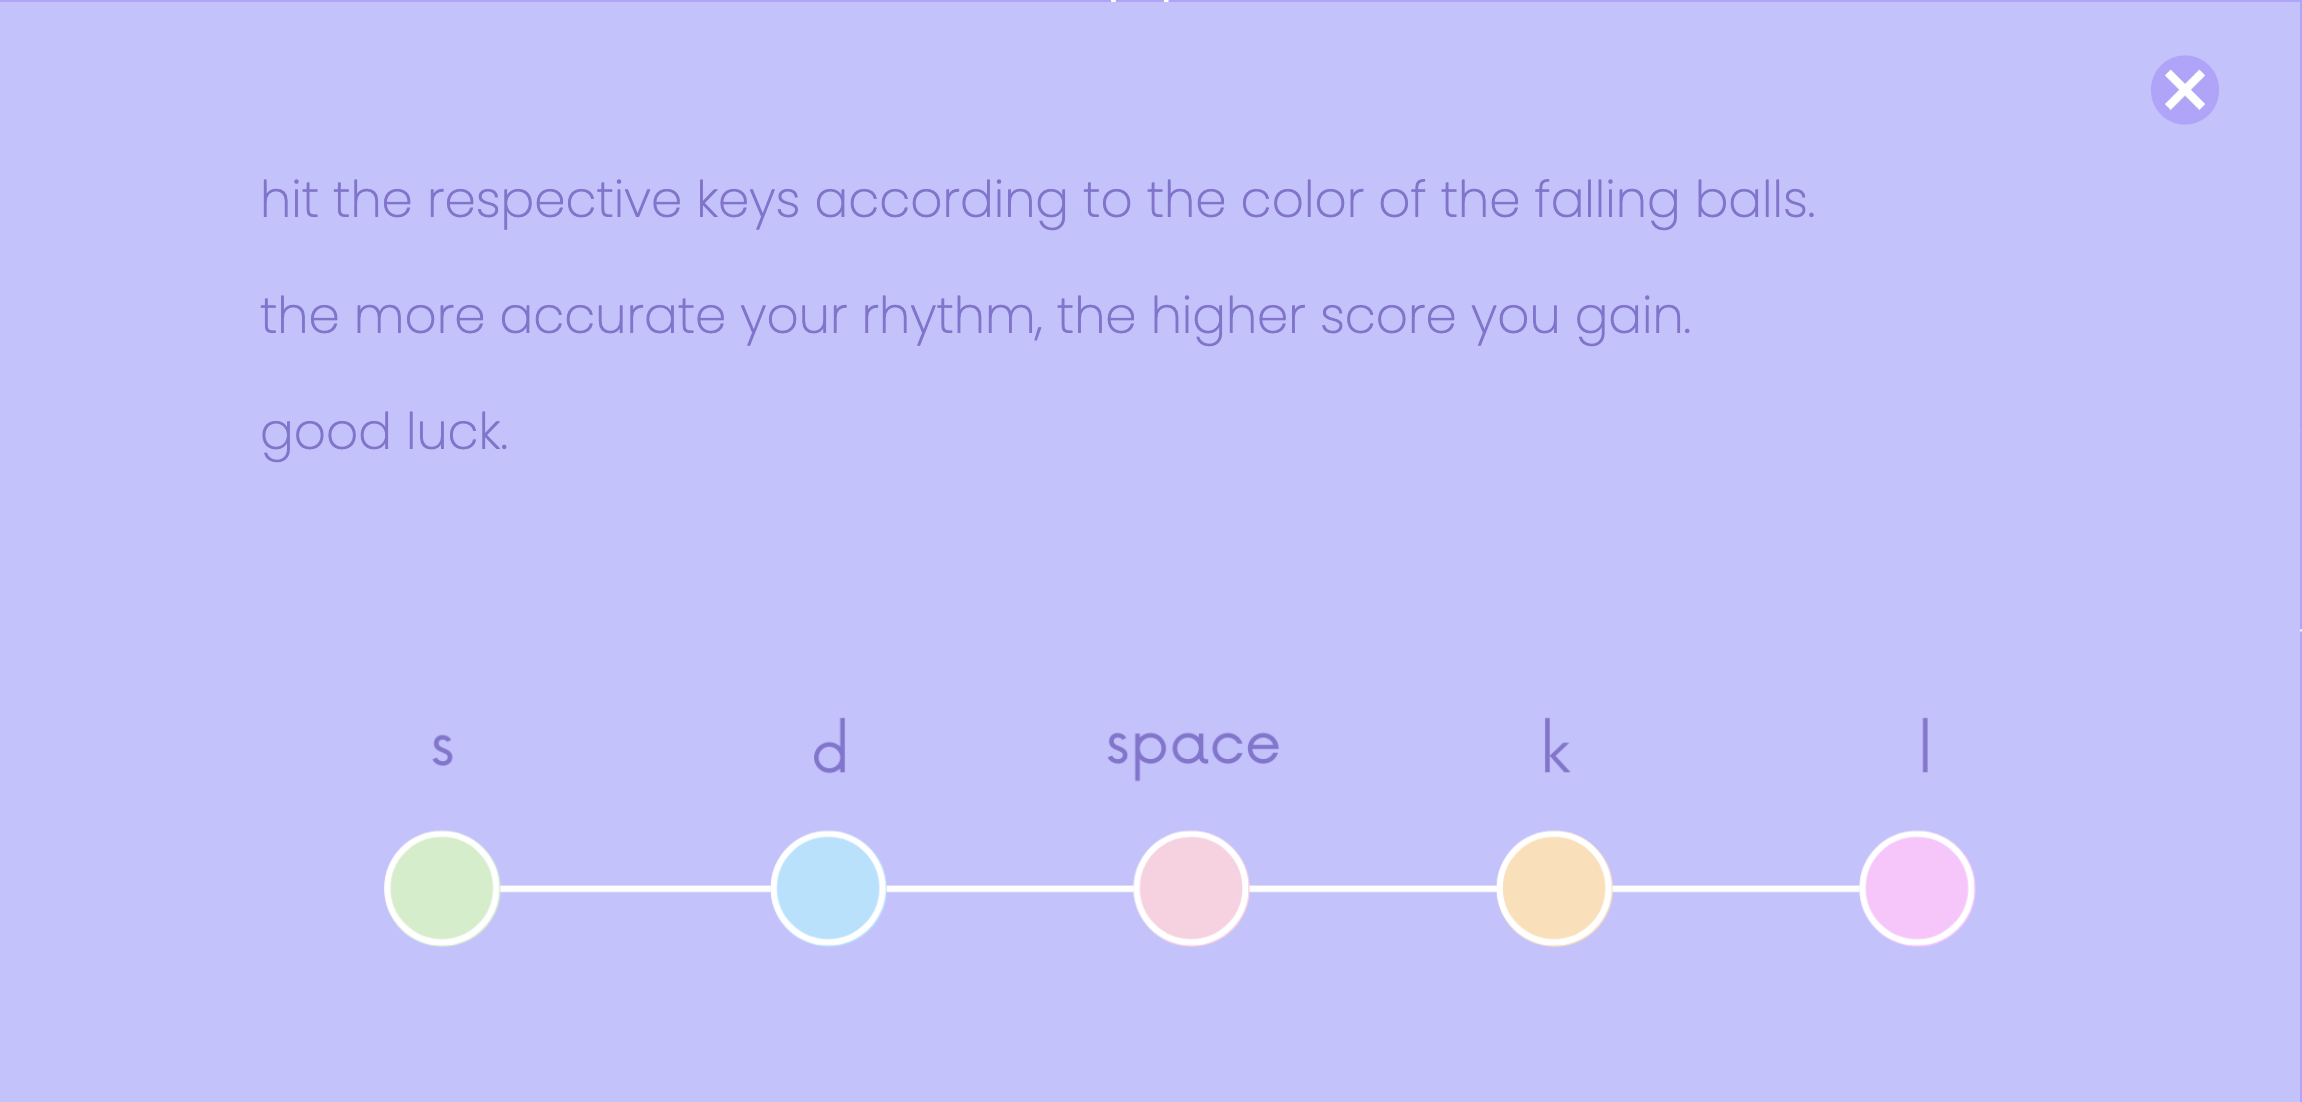 hit the respective keys according to the color of the falling balls.
the more accurate your rhythm, the higher score you gain.
good luck.
s d space k l